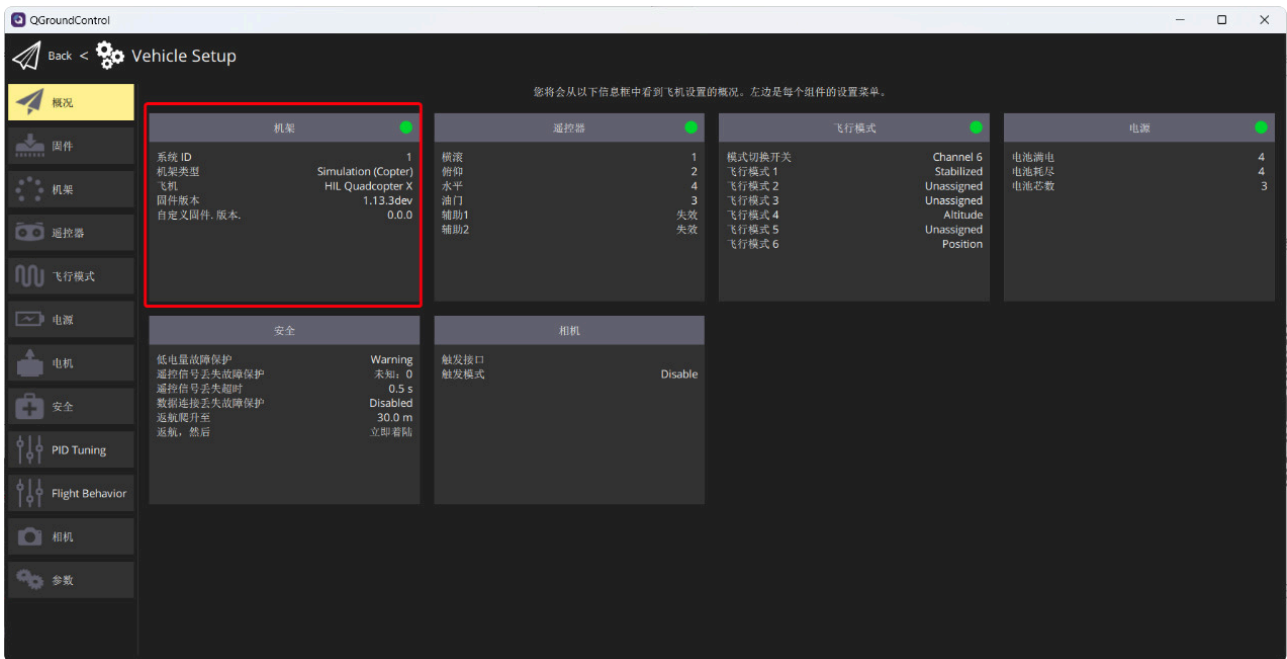 QGroundControl
Back < Vehicle Setup
您将会从以下信息框中看到飞机设置的概况。左边是每个组件的设置菜单。
概况
固件
机架
遥控器
飞行模式
电源
电机
安全
PID Tuning
Flight Behavior
相机
参数
机架
系统 ID 1
机架类型 Simulation (Copter)
飞机 HIL Quadcopter X
固件版本 1.13.3dev
自定义固件. 版本. 0.0.0
遥控器
横滚 1
俯仰 2
水平 4
油门 3
辅助1 失效
辅助2 失效
飞行模式
模式切换开关 Channel 6
飞行模式 1 Stabilized
飞行模式 2 Unassigned
飞行模式 3 Unassigned
飞行模式 4 Altitude
飞行模式 5 Unassigned
飞行模式 6 Position
电源
电池满电 4
电池耗尽 4
电池芯数 3
安全
低电量故障保护 Warning
遥控信号丢失故障保护 未知：0
遥控信号丢失超时 0.5 s
数据连接丢失故障保护 Disabled
返航爬升至 30.0 m
返航，然后 立即着陆
相机
触发接口
触发模式 Disable